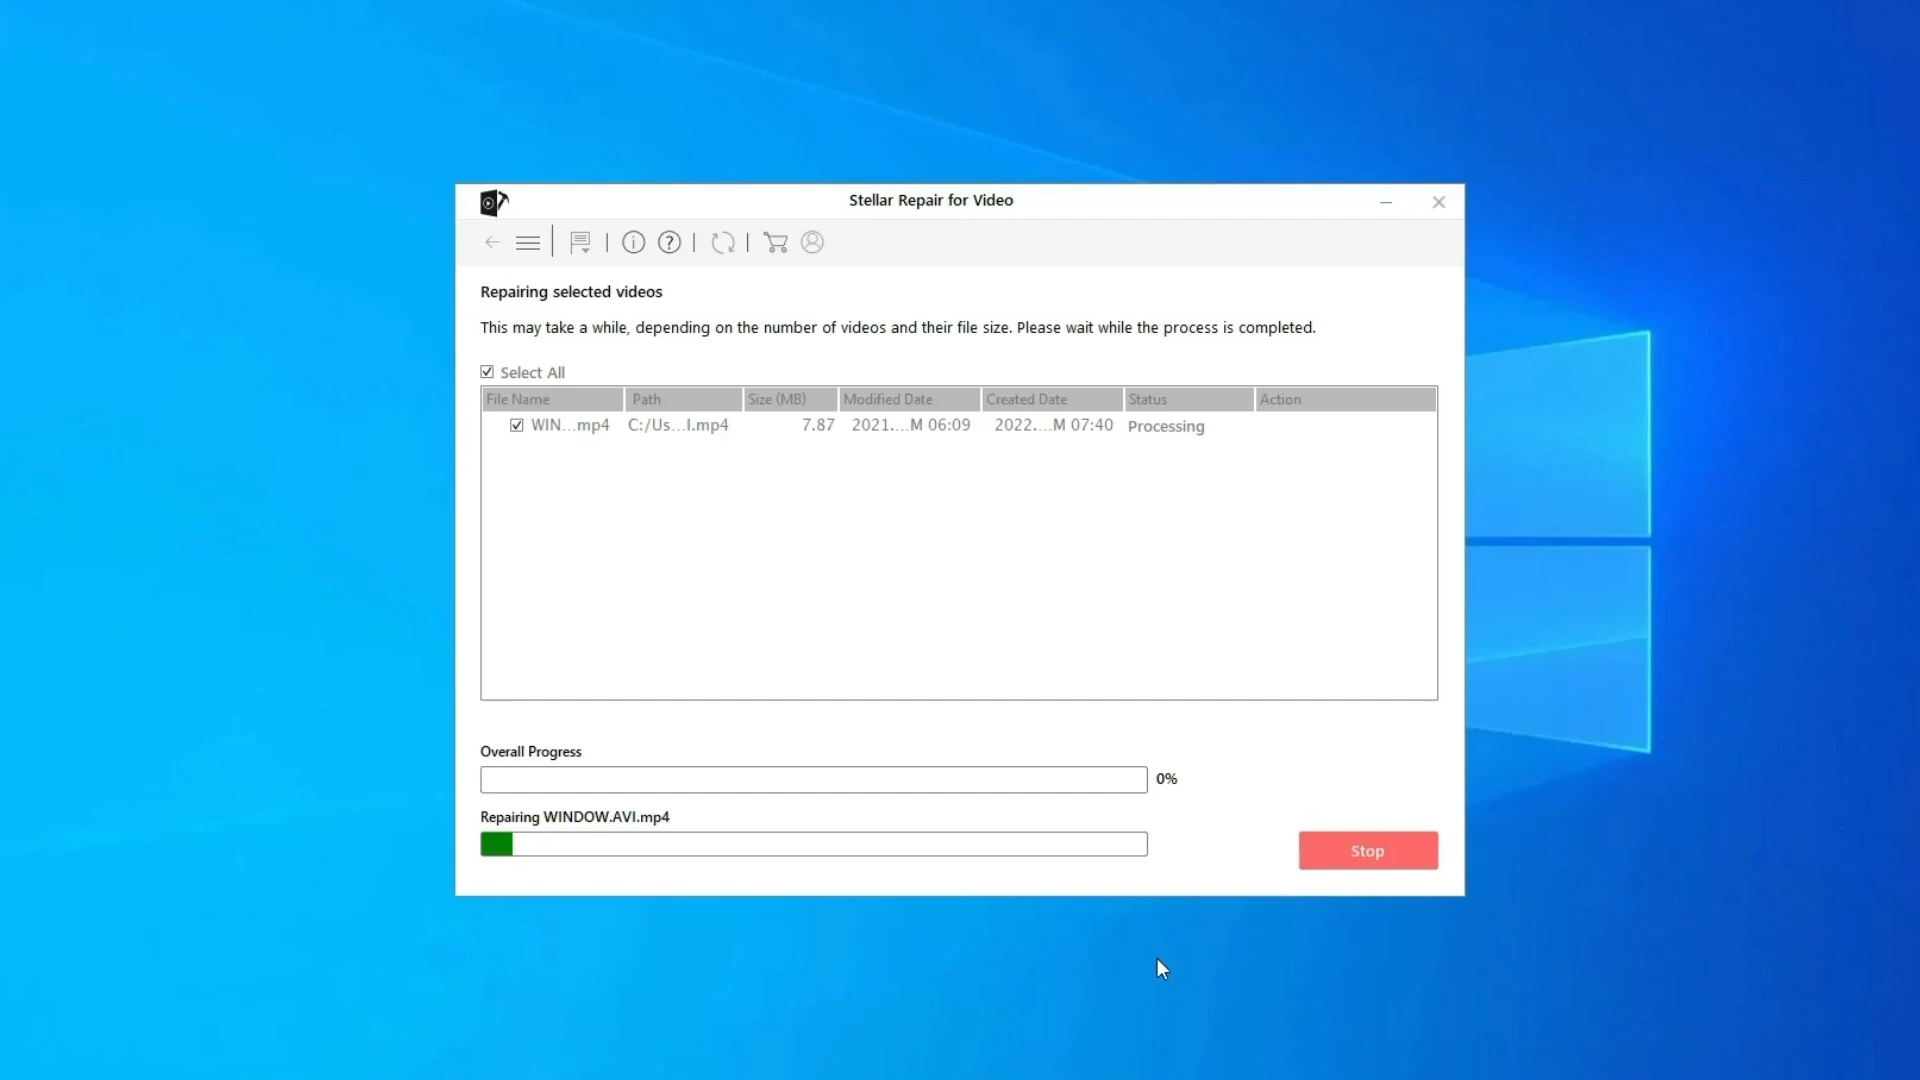 Stellar Repair for Video
Repairing selected videos
This may take a while, depending on the number of videos and their file size. Please wait while the process is completed.
Select All
File Name Path Size (MB) Modified Date Created Date Status Action
WIN...mp4 C:/Us...I.mp4 7.87 2021....M 06:09 2022....M 07:40 Processing
Overall Progress
0%
Repairing WINDOW.AVI.mp4
Stop